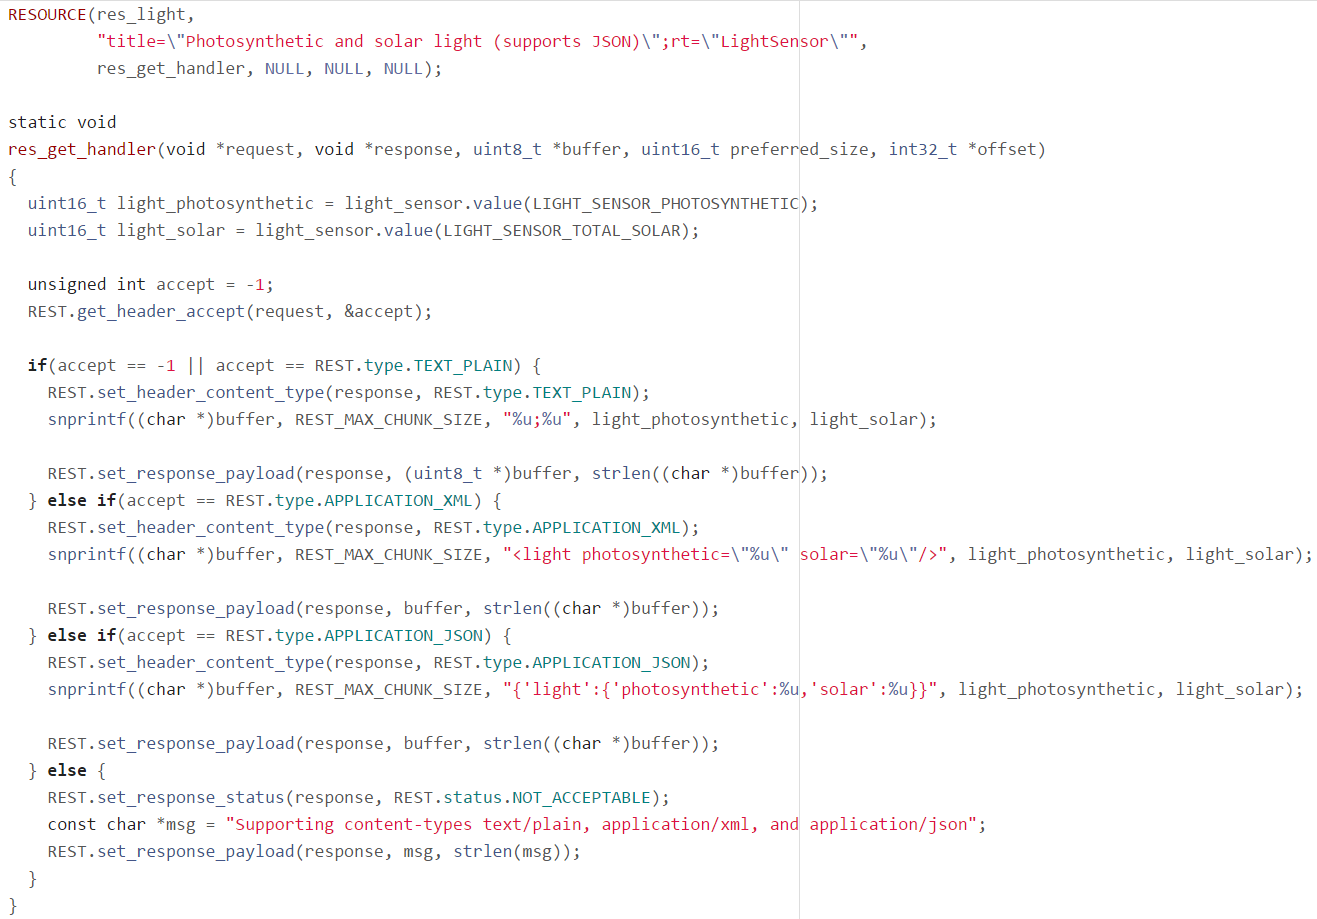 RESOURCE(res_light,
         "title=\"Photosynthetic and solar light (supports JSON)\";rt=\"LightSensor\"",
         res_get_handler, NULL, NULL, NULL);

static void
res_get_handler(void *request, void *response, uint8_t *buffer, uint16_t preferred_size, int32_t *offset)
{
  uint16_t light_photosynthetic = light_sensor.value(LIGHT_SENSOR_PHOTOSYNTHETIC);
  uint16_t light_solar = light_sensor.value(LIGHT_SENSOR_TOTAL_SOLAR);

  unsigned int accept = -1;
  REST.get_header_accept(request, &accept);

  if(accept == -1 || accept == REST.type.TEXT_PLAIN) {
    REST.set_header_content_type(response, REST.type.TEXT_PLAIN);
    snprintf((char *)buffer, REST_MAX_CHUNK_SIZE, "%u;%u", light_photosynthetic, light_solar);

    REST.set_response_payload(response, (uint8_t *)buffer, strlen((char *)buffer));
  } else if(accept == REST.type.APPLICATION_XML) {
    REST.set_header_content_type(response, REST.type.APPLICATION_XML);
    snprintf((char *)buffer, REST_MAX_CHUNK_SIZE, "<light photosynthetic=\"%u\" solar=\"%u\"/>", light_photosynthetic, light_solar);

    REST.set_response_payload(response, buffer, strlen((char *)buffer));
  } else if(accept == REST.type.APPLICATION_JSON) {
    REST.set_header_content_type(response, REST.type.APPLICATION_JSON);
    snprintf((char *)buffer, REST_MAX_CHUNK_SIZE, "{'light':{'photosynthetic':%u,'solar':%u}}", light_photosynthetic, light_solar);

    REST.set_response_payload(response, buffer, strlen((char *)buffer));
  } else {
    REST.set_response_status(response, REST.status.NOT_ACCEPTABLE);
    const char *msg = "Supporting content-types text/plain, application/xml, and application/json";
    REST.set_response_payload(response, msg, strlen(msg));
  }
}